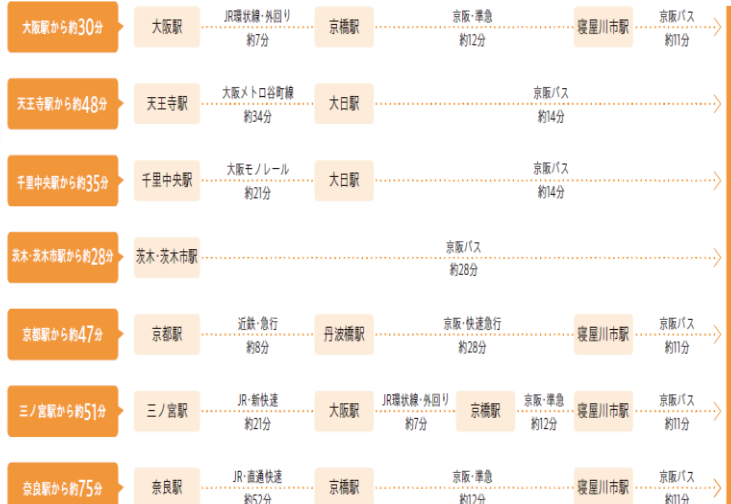 大阪駅から約30分 大阪駅 JR環状線・外回り 約7分 京橋駅 京阪・準急 約12分 寝屋川市駅 京阪バス 約11分
天王寺駅から約48分 天王寺駅 大阪メトロ谷町線 約34分 大日駅 京阪バス 約14分
千里中央駅から約35分 千里中央駅 大阪モノレール 約21分 大日駅 京阪バス 約14分
茨木・茨木市駅から約28分 茨木・茨木市駅 京阪バス 約28分
京都駅から約47分 京都駅 近鉄・急行 約8分 丹波橋駅 京阪・快速急行 約28分 寝屋川市駅 京阪バス 約11分
三ノ宮駅から約51分 三ノ宮駅 JR・新快速 約21分 大阪駅 JR環状線・外回り 約7分 京橋駅 京阪・準急 約12分 寝屋川市駅 京阪バス 約11分
奈良駅から約75分 奈良駅 JR・直通快速 約52分 京橋駅 京阪・準急 約12分 寝屋川市駅 京阪バス 約11分